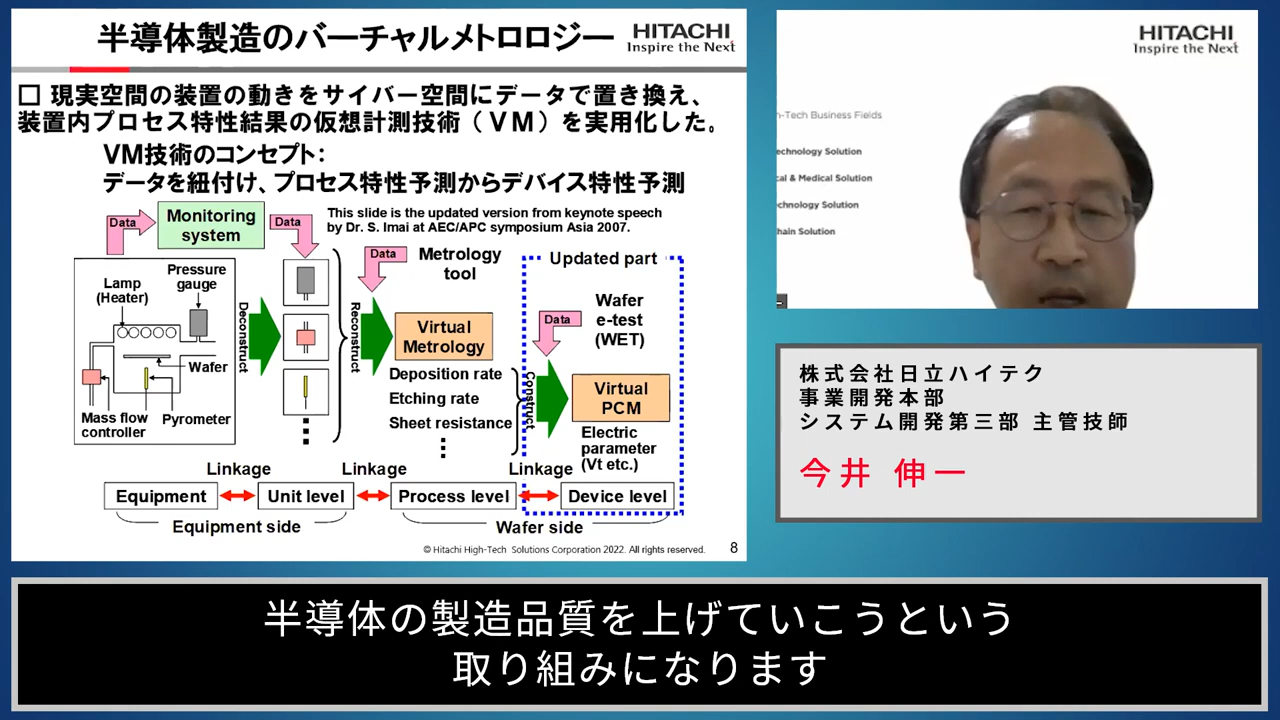 半導体製造のバーチャルメトロロジー
HITACHI
Inspire the Next
□ 現実空間の装置の動きをサイバー空間にデータで置き換え、
装置内プロセス特性結果の仮想計測技術（ＶＭ）を実用化した。
VM技術のコンセプト：
データを紐付け、プロセス特性予測からデバイス特性予測
Data
Monitoring
system
Data
This slide is the updated version from keynote speech
by Dr. S. Imai at AEC/APC symposium Asia 2007.
Data
Metrology
tool
Updated part
Lamp
(Heater)
Pressure
gauge
Wafer
Mass flow
controller
Pyrometer
Deconstruct
Reconstruct
Virtual
Metrology
Deposition rate
Etching rate
Sheet resistance
Data
Wafer
e-test
(WET)
Construct
Virtual
PCM
Electric
parameter
(Vt etc.)
Linkage
Linkage
Linkage
Equipment
Unit level
Process level
Device level
Equipment side
Wafer side
© Hitachi High-Tech Solutions Corporation 2022. All rights reserved.
8
HITACHI
Inspire the Next
h-Tech Business Fields
echnology Solution
cal & Medical Solution
echnology Solution
hain Solution
株式会社日立ハイテク
事業開発本部
システム開発第三部 主管技師
今井 伸一
半導体の製造品質を上げていこうという
取り組みになります